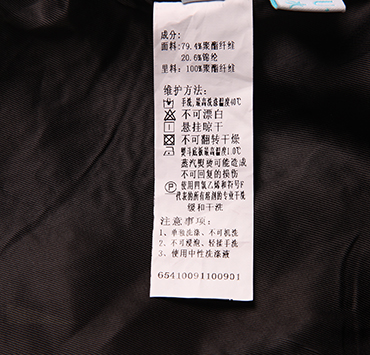 成分:
面料:79.4%聚酯纤维
20.6%锦纶
里料:100%聚酯纤维
维护方法:
手洗,最高洗涤温度40℃
不可漂白
悬挂晾干
不可翻转干燥
熨斗底板最高温度110℃
蒸汽熨烫可能造成
不可回复的损伤
P 使用四氯乙烯和符号F
代表的所有溶剂的专业干洗
缓和干洗
注意事项:
1、单独洗涤、不可机洗
2、不可浸泡、轻揉手洗
3、使用中性洗涤液
65410091100901